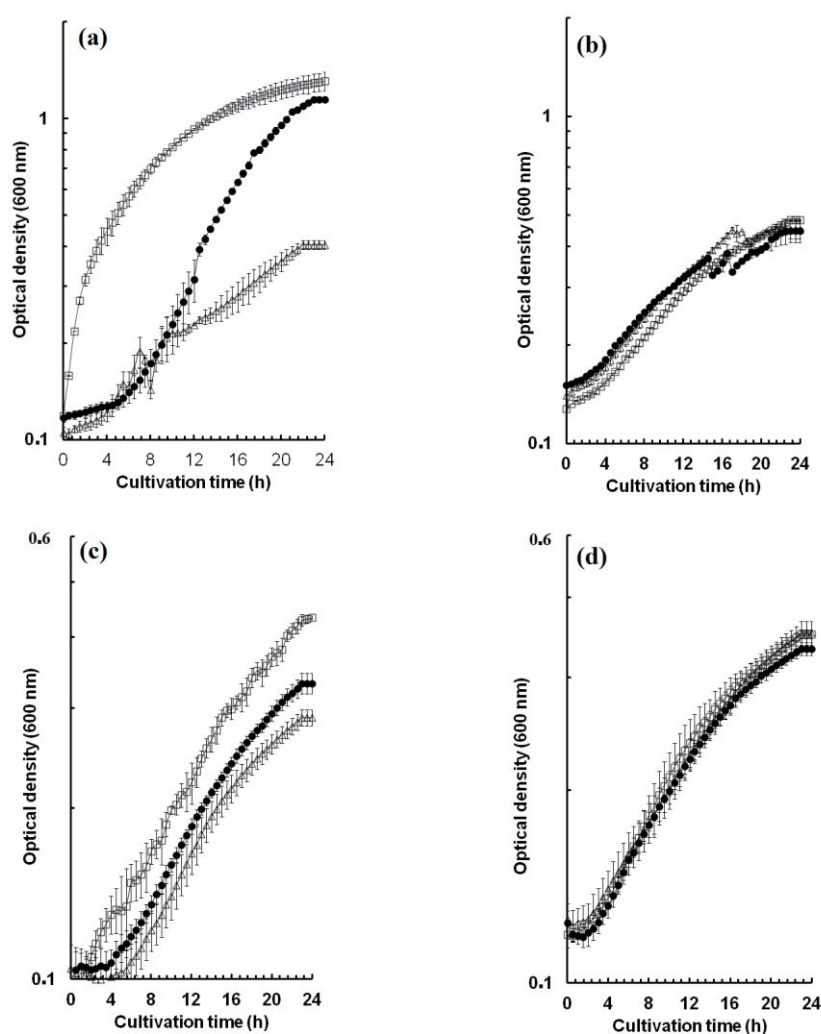 (a)
2
1
0.1
Optical density (600 nm)
0 4 8 12 16 20 24
Cultivation time (h)
(b)
2
1
0.1
Optical density (600 nm)
0 4 8 12 16 20 24
Cultivation time (h)
(c)
0.6
0.1
Optical density (600 nm)
0 4 8 12 16 20 24
Cultivation time (h)
(d)
0.6
0.1
Optical density (600 nm)
0 4 8 12 16 20 24
Cultivation time (h)